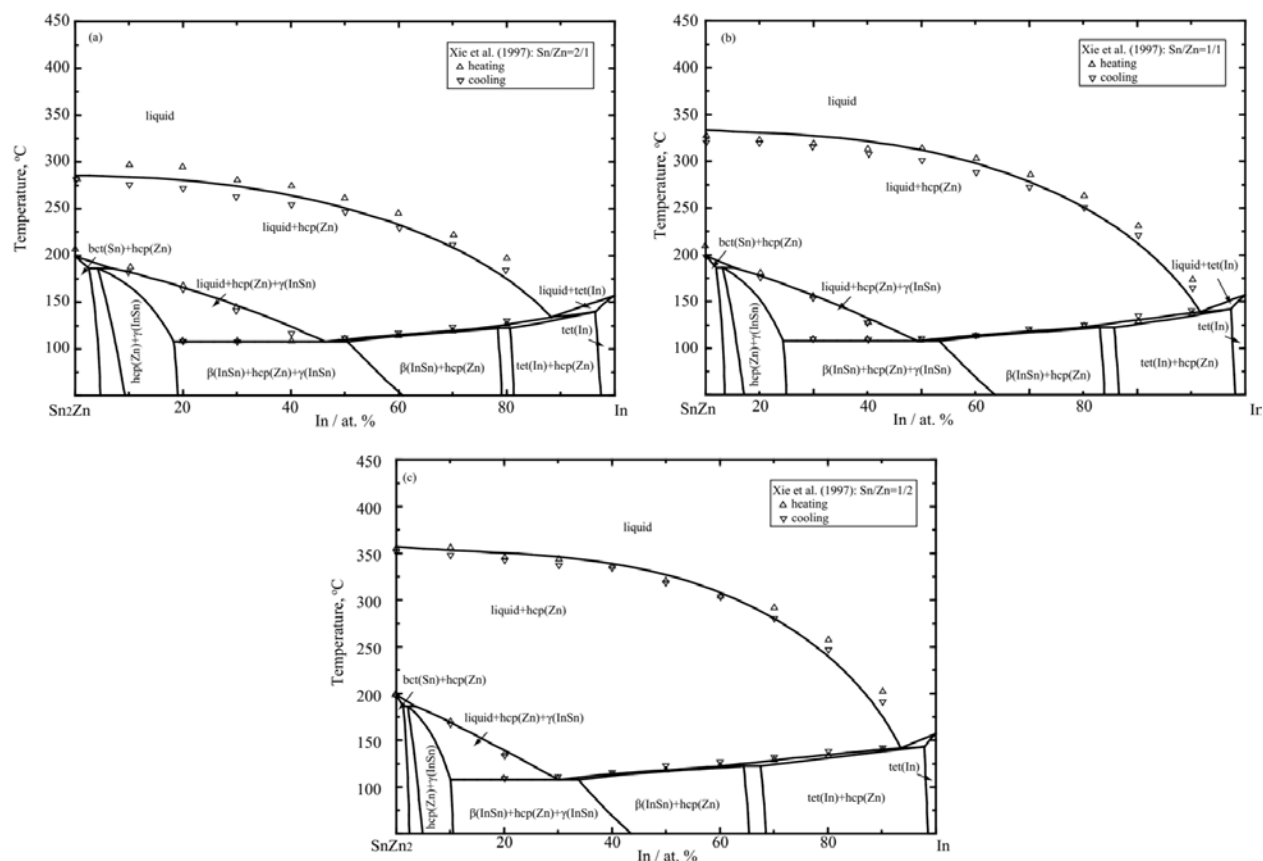 (a)
Xie et al. (1997): Sn/Zn=2/1
heating
cooling
450
400
350
300
250
200
150
100
Temperature, °C
liquid
liquid+hcp(Zn)
bct(Sn)+hcp(Zn)
liquid+hcp(Zn)+γ(InSn)
liquid+tet(In)
tet(In)
hcp(Zn)+γ(InSn)
β(InSn)+hcp(Zn)+γ(InSn)
β(InSn)+hcp(Zn)
tet(In)+hcp(Zn)
Sn₂Zn
20
40
60
80
In
In / at. %
(b)
Xie et al. (1997): Sn/Zn=1/1
heating
cooling
450
400
350
300
250
200
150
100
Temperature, °C
liquid
liquid+hcp(Zn)
bct(Sn)+hcp(Zn)
liquid+tet(In)
liquid+hcp(Zn)+γ(InSn)
tet(In)
hcp(Zn)+γ(InSn)
β(InSn)+hcp(Zn)+γ(InSn)
β(InSn)+hcp(Zn)
tet(In)+hcp(Zn)
SnZn
20
40
60
80
In
In / at. %
(c)
Xie et al. (1997): Sn/Zn=1/2
heating
cooling
450
400
350
300
250
200
150
100
Temperature, °C
liquid
liquid+hcp(Zn)
bct(Sn)+hcp(Zn)
liquid+hcp(Zn)+γ(InSn)
tet(In)
hcp(Zn)+γ(InSn)
β(InSn)+hcp(Zn)+γ(InSn)
β(InSn)+hcp(Zn)
tet(In)+hcp(Zn)
SnZn₂
20
40
60
80
In
In / at. %